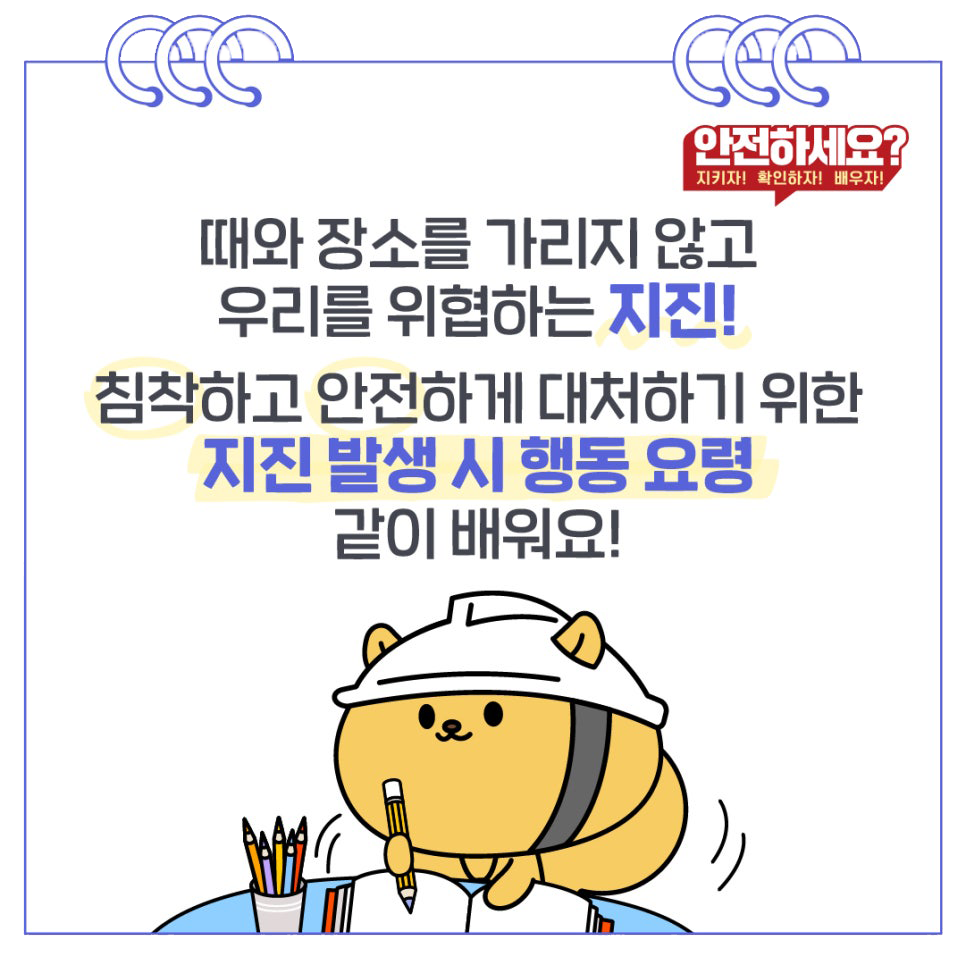 안전하세요?
지키자! 확인하자! 배우자!
때와 장소를 가리지 않고
우리를 위협하는 지진!
침착하고 안전하게 대처하기 위한
지진 발생 시 행동 요령
같이 배워요!